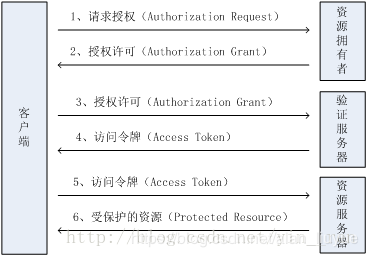 1、请求授权（Authorization Request）
资源拥有者
2、授权许可（Authorization Grant）
客户端
3、授权许可（Authorization Grant）
验证服务器
4、访问令牌（Access Token）
5、访问令牌（Access Token）
资源服务器
6、受保护的资源（Protected Resource）